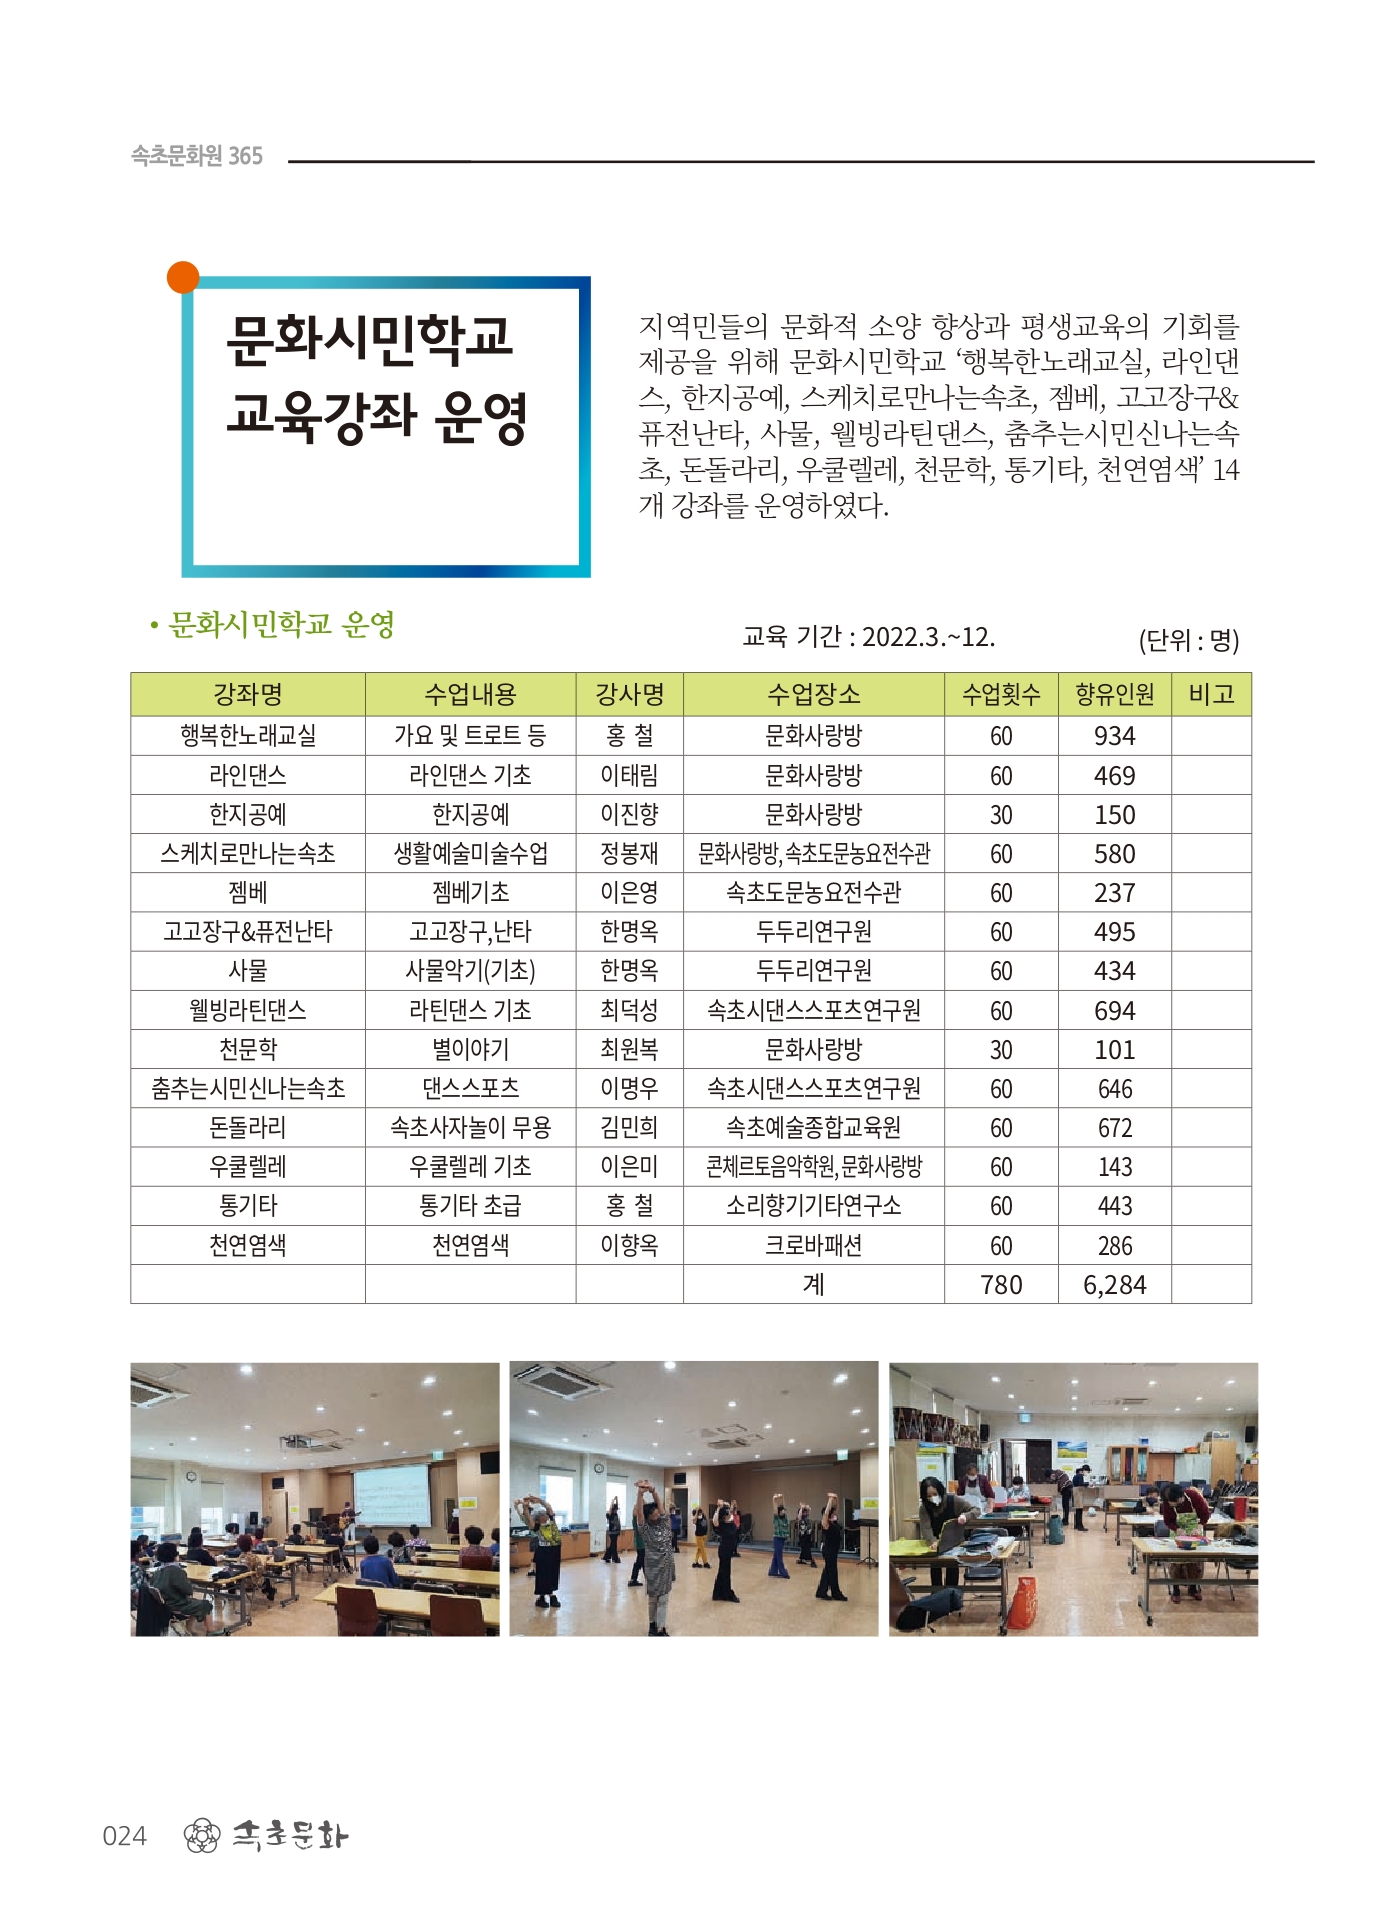 속초문화원 365
문화시민학교
교육강좌 운영
지역민들의 문화적 소양 향상과 평생교육의 기회를
제공을 위해 문화시민학교 ‘행복한노래교실, 라인댄
스, 한지공예, 스케치로만나는속초, 젬베, 고고장구&
퓨전난타, 사물, 웰빙라틴댄스, 춤추는시민신나는속
초, 돈돌라리, 우쿨렐레, 천문학, 통기타, 천연염색’ 14
개 강좌를 운영하였다.
• 문화시민학교 운영
교육 기간 : 2022.3.~12.
(단위 : 명)
강좌명 수업내용 강사명 수업장소 수업횟수 향유인원 비고
행복한노래교실 가요 및 트로트 등 홍 철 문화사랑방 60 934
라인댄스 라인댄스 기초 이태림 문화사랑방 60 469
한지공예 한지공예 이진향 문화사랑방 30 150
스케치로만나는속초 생활예술미술수업 정봉재 문화사랑방, 속초도문농요전수관 60 580
젬베 젬베기초 이은영 속초도문농요전수관 60 237
고고장구&퓨전난타 고고장구,난타 한명옥 두두리연구원 60 495
사물 사물악기(기초) 한명옥 두두리연구원 60 434
웰빙라틴댄스 라틴댄스 기초 최덕성 속초시댄스스포츠연구원 60 694
천문학 별이야기 최원복 문화사랑방 30 101
춤추는시민신나는속초 댄스스포츠 이명우 속초시댄스스포츠연구원 60 646
돈돌라리 속초사자놀이 무용 김민희 속초예술종합교육원 60 672
우쿨렐레 우쿨렐레 기초 이은미 콘체르토음악학원, 문화사랑방 60 143
통기타 통기타 초급 홍 철 소리향기기타연구소 60 443
천연염색 천연염색 이향옥 크로바패션 60 286
계 780 6,284
024
속초문화